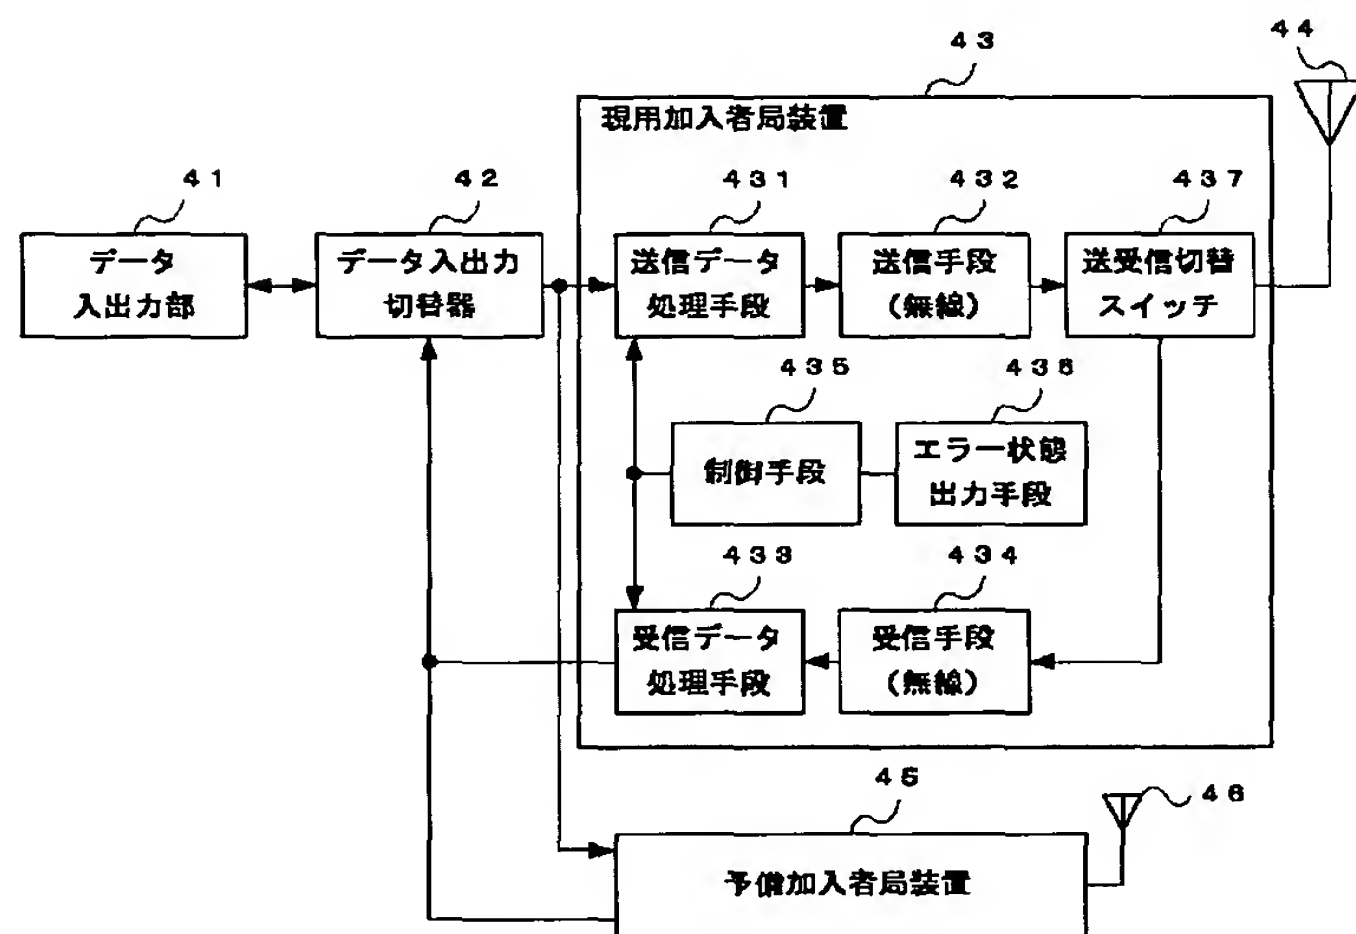 43
44
現用加入者局装置
41
42
431
432
437
データ
入出力部
データ入出力
切替器
送信データ
処理手段
送信手段
(無線)
送受信切替
スイッチ
435
436
制御手段
エラー状態
出力手段
433
434
受信データ
処理手段
受信手段
(無線)
45
46
予備加入者局装置